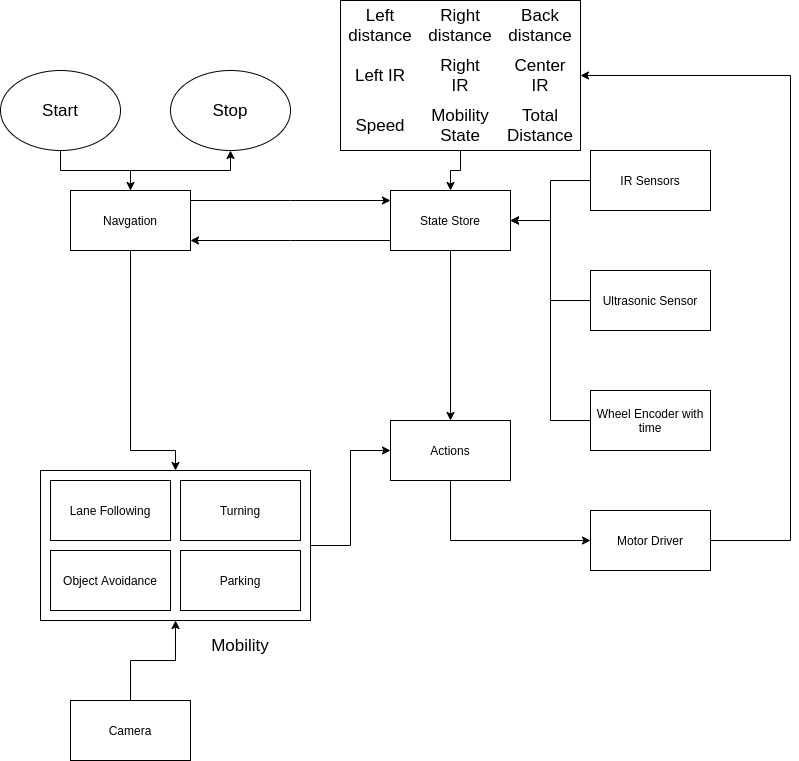 Start
Stop
Left
distance
Right
distance
Back
distance
Left IR
Right
IR
Center
IR
Speed
Mobility
State
Total
Distance
Navgation
State Store
IR Sensors
Ultrasonic Sensor
Wheel Encoder with
time
Actions
Motor Driver
Lane Following
Turning
Object Avoidance
Parking
Mobility
Camera